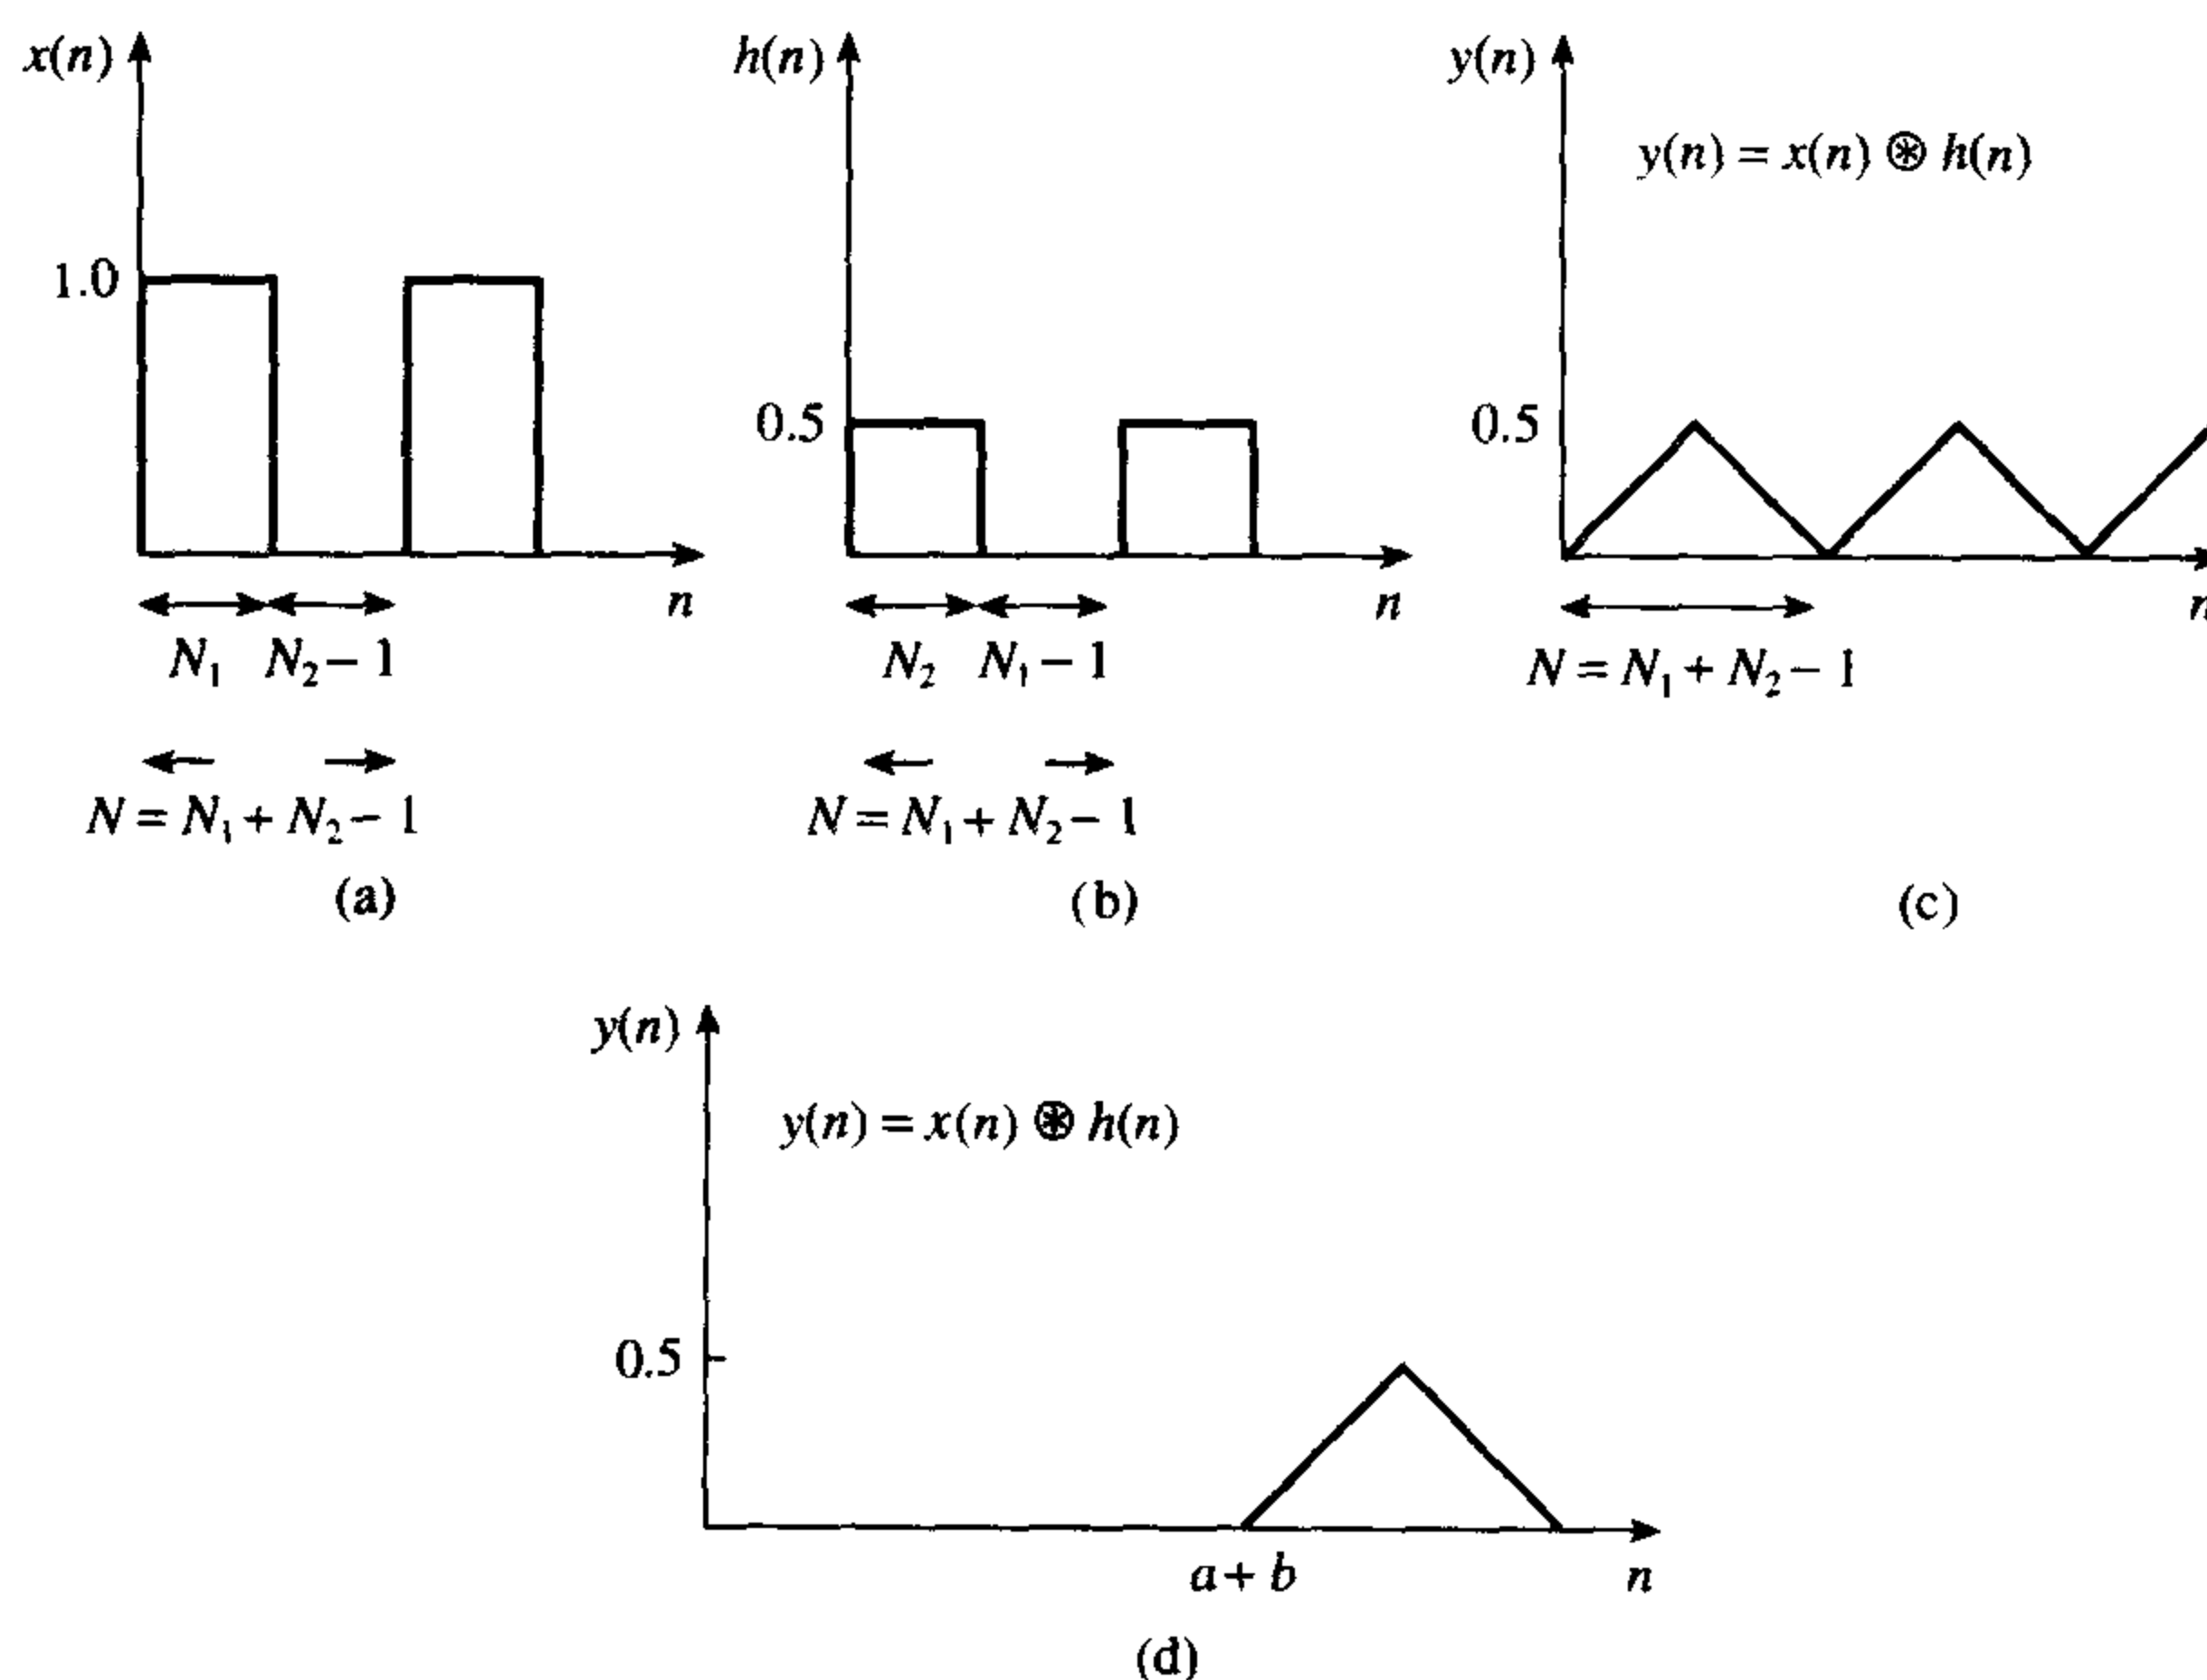 x(n)
1.0
n
N₁ N₂ − 1
N = N₁ + N₂ − 1
(a)
h(n)
0.5
n
N₂ N₁ − 1
N = N₁ + N₂ − 1
(b)
y(n)
y(n) = x(n) ⊛ h(n)
0.5
n
N = N₁ + N₂ − 1
(c)
y(n)
y(n) = x(n) ⊛ h(n)
0.5
a + b
n
(d)